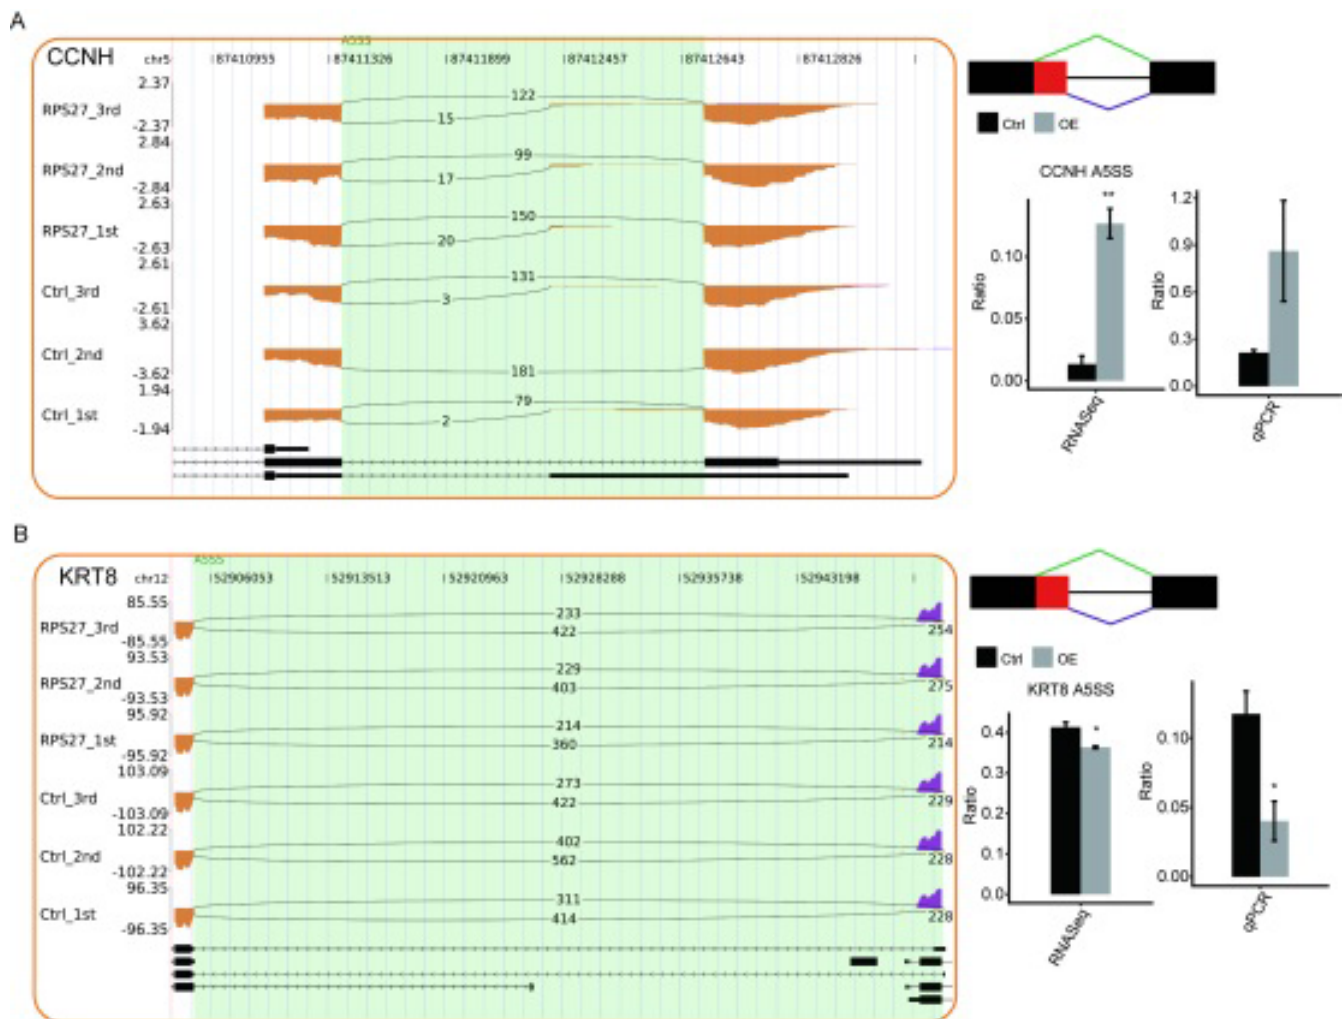 A
A5SS
CCNH chr5 87410955 87411326 87411899 87412457 87412643 87412826
2.37
RPS27_3rd 122
-2.37 15
2.84
RPS27_2nd 99
-2.84 17
2.63
RPS27_1st 150
-2.63 20
2.61
Ctrl_3rd 131
-2.61 3
3.62
Ctrl_2nd
-3.62 181
1.94
Ctrl_1st 79
-1.94 2
Ctrl OE
CCNH A5SS
Ratio
0.10
0.05
0.00
**
RNASeq
Ratio
1.2
0.9
0.6
0.3
0.0
qPCR
B
A5SS
KRT8 chr12 52906053 52913513 52920963 52928288 52935738 52943198
85.55
RPS27_3rd 233
-85.55 422 254
93.53
RPS27_2nd 229
-93.53 403 275
95.92
RPS27_1st 214
-95.92 360 214
103.09
Ctrl_3rd 273
-103.09 422 229
102.22
Ctrl_2nd 402
-102.22 562 228
96.35
Ctrl_1st 311
-96.35 414 228
Ctrl OE
KRT8 A5SS
Ratio
0.4
0.3
0.2
0.1
0.0
*
RNASeq
Ratio
0.10
0.05
0.00
*
qPCR